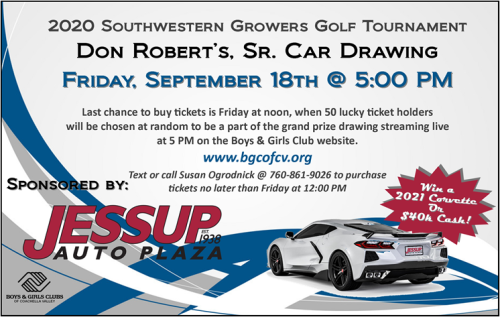 2020 Southwestern Growers Golf Tournament
Don Robert's, Sr. Car Drawing
Friday, September 18th @ 5:00 PM
Last chance to buy tickets is Friday at noon, when 50 lucky ticket holders
will be chosen at random to be a part of the grand prize drawing streaming live
at 5 PM on the Boys & Girls Club website.
www.bgcofcv.org
Text or call Susan Ogrodnick @ 760-861-9026 to purchase
tickets no later than Friday at 12:00 PM
Sponsored by:
JESSUP
EST
1938
AUTO PLAZA
Win a
2021 Corvette
Or
$40k Cash!
JESSUP
BOYS & GIRLS CLUBS
OF COACHELLA VALLEY